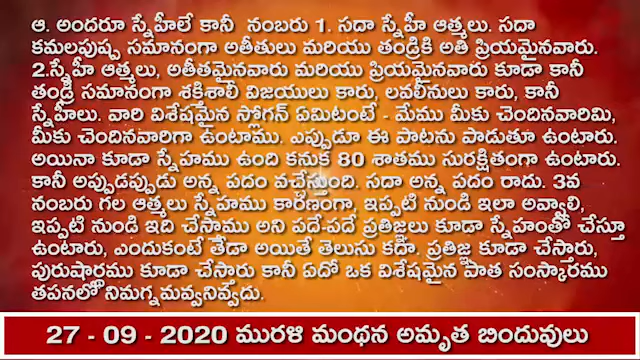 ఆ. అందరూ స్నేహీలే కానీ నంబరు 1. సదా స్నేహీ ఆత్మలు. సదా
కమలపుష్ప సమానంగా అతీతులు మరియు తండ్రికి అతి ప్రియమైనవారు.
2.స్నేహీ ఆత్మలు, అతీతమైనవారు మరియు ప్రియమైనవారు కూడా కానీ
తండ్రి సమానంగా శక్తిశాలీ విజయులు కారు, లవలీనులు కారు, కానీ
స్నేహీలు. వారి విశేషమైన స్లోగన్ ఏమిటంటే - మేము మీకు చెందినవారిమి,
మీకు చెందినవారిగా ఉంటాము. ఎప్పుడూ ఈ పాటను పాడుతూ ఉంటారు.
అయినా కూడా స్నేహము ఉంది కనుక 80 శాతము సురక్షితంగా ఉంటారు.
కానీ అప్పుడప్పుడు అన్న పదం వచ్చేస్తుంది. సదా అన్న పదం రాదు. 3వ
నంబరు గల ఆత్మలు స్నేహము కారణంగా, ఇప్పటి నుండి ఇలా అవ్వాలి,
ఇప్పటి నుండి ఇది చేస్తాము అని పదే-పదే ప్రతిజ్ఞలు కూడా స్నేహంతో చేస్తూ
ఉంటారు, ఎందుకంటే తేడా అయితే తెలుసు కదా. ప్రతిజ్ఞ కూడా చేస్తారు,
పురుషార్థము కూడా చేస్తారు కానీ ఏదో ఒక విశేషమైన పాత సంస్కారము
తపనలో నిమగ్నమవ్వనివ్వదు.
27 - 09 - 2020 మురళి మంథన అమృత బిందువులు